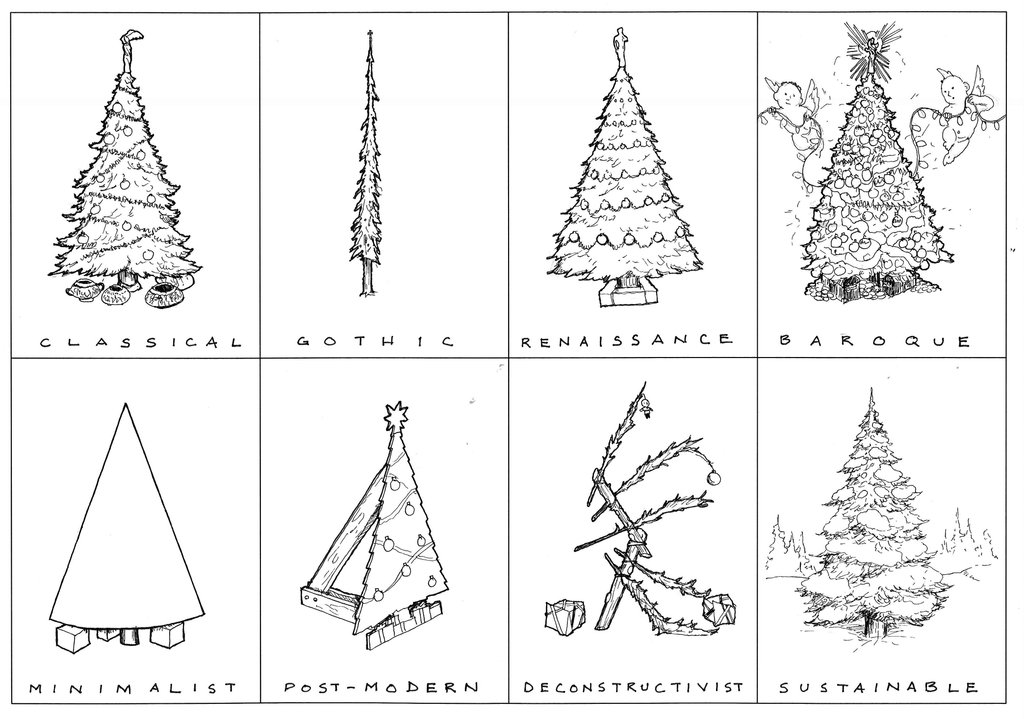 CLASSICAL
GOTHIC
RENAISSANCE
BAROQUE
MINIMALIST
POST-MODERN
DECONSTRUCTIVIST
SUSTAINABLE